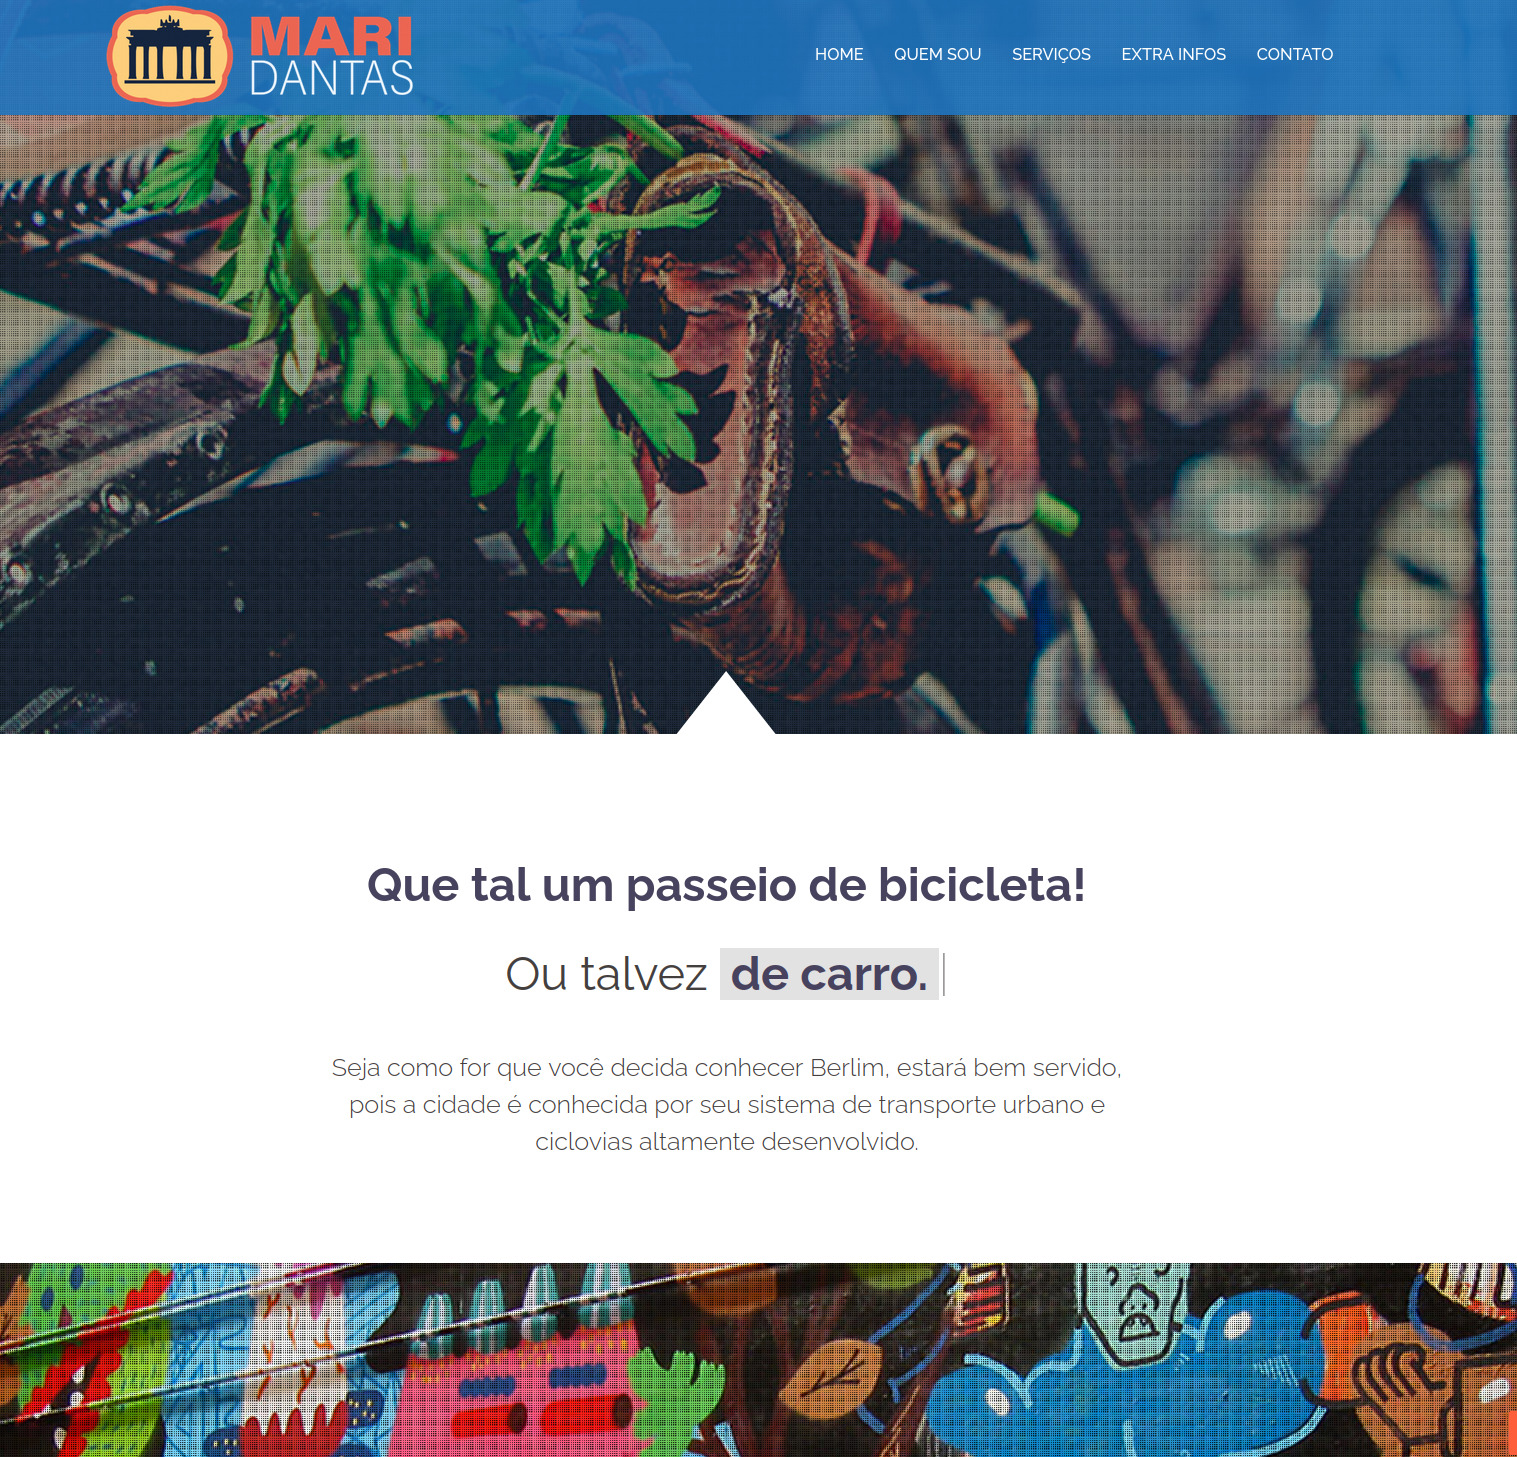 MARI
DANTAS
HOME QUEM SOU SERVIÇOS EXTRA INFOS CONTATO
Que tal um passeio de bicicleta!
Ou talvez de carro.
Seja como for que você decida conhecer Berlim, estará bem servido,
pois a cidade é conhecida por seu sistema de transporte urbano e
ciclovias altamente desenvolvido.